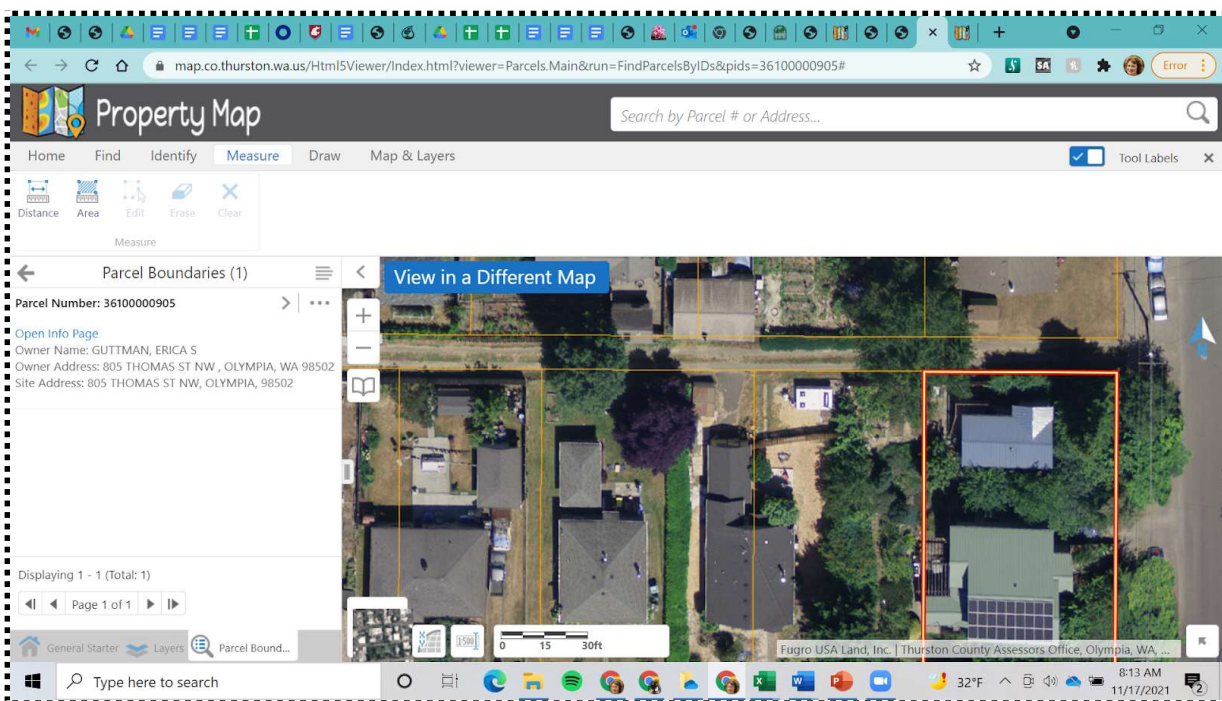 map.co.thurston.wa.us/Html5Viewer/Index.html?viewer=Parcels.Main&run=FindParcelsByIDs&pids=36100000905#
Error
Property Map
Search by Parcel # or Address...
Home Find Identify Measure Draw Map & Layers
Tool Labels
Distance Area Edit Erase Clear
Measure
Parcel Boundaries (1)
View in a Different Map
Parcel Number: 36100000905
Open Info Page
Owner Name: GUTTMAN, ERICA S
Owner Address: 805 THOMAS ST NW , OLYMPIA, WA 98502
Site Address: 805 THOMAS ST NW, OLYMPIA, 98502
Displaying 1 - 1 (Total: 1)
Page 1 of 1
1:500
0 15 30ft
Fugro USA Land, Inc. | Thurston County Assessors Office, Olympia, WA, ...
General Starter Layers Parcel Bound...
Type here to search
32°F
8:13 AM
11/17/2021
2